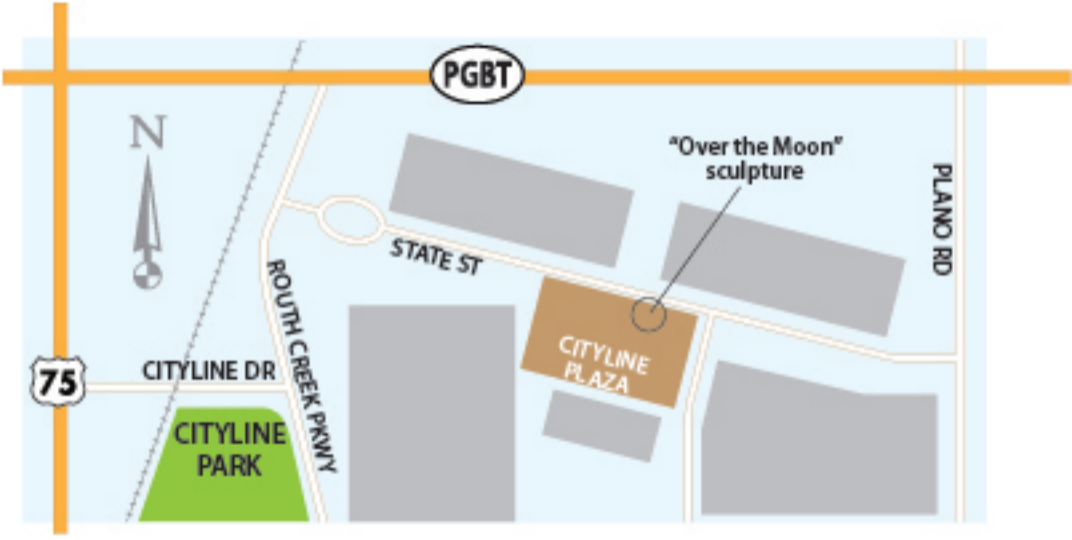 PGBT
N
“Over the Moon”
sculpture
PLANO RD
STATE ST
ROUTH CREEK PKWY
CITYLINE
PLAZA
75
CITYLINE DR
CITYLINE
PARK